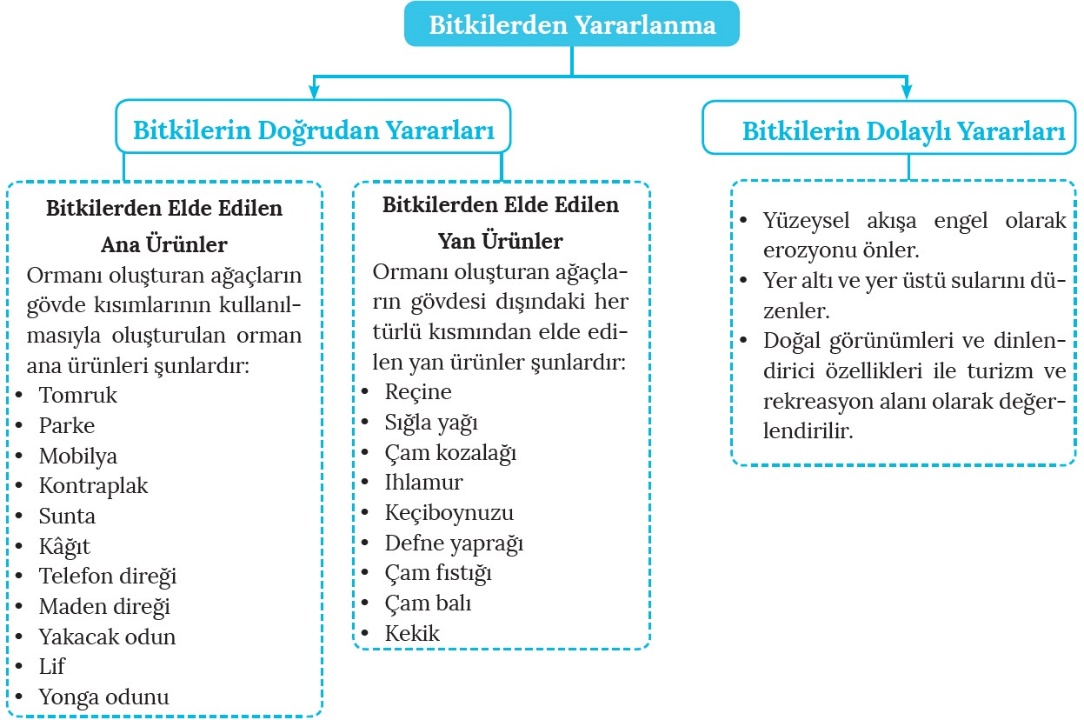 Bitkilerden Yararlanma
Bitkilerin Doğrudan Yararları
Bitkilerden Elde Edilen
Ana Ürünler
Ormanı oluşturan ağaçların
gövde kısımlarının kullanıl-
masıyla oluşturulan orman
ana ürünleri şunlardır:
• Tomruk
• Parke
• Mobilya
• Kontraplak
• Sunta
• Kâğıt
• Telefon direği
• Maden direği
• Yakacak odun
• Lif
• Yonga odunu
Bitkilerden Elde Edilen
Yan Ürünler
Ormanı oluşturan ağaçla-
rın gövdesi dışındaki her
türlü kısmından elde edi-
len yan ürünler şunlardır:
• Reçine
• Sığla yağı
• Çam kozalağı
• Ihlamur
• Keçiboynuzu
• Defne yaprağı
• Çam fıstığı
• Çam balı
• Kekik
Bitkilerin Dolaylı Yararları
• Yüzeysel akışa engel olarak
erozyonu önler.
• Yer altı ve yer üstü sularını dü-
zenler.
• Doğal görünümleri ve dinlen-
dirici özellikleri ile turizm ve
rekreasyon alanı olarak değer-
lendirilir.